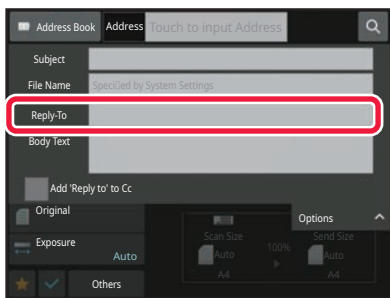 Address Book Address Touch to input Address
Subject
File Name Specified by System Settings
Reply-To
Body Text
Add 'Reply to' to Cc
Original
Options
Exposure
Auto
Scan Size
Auto
A4
100%
Send Size
Auto
A4
Others